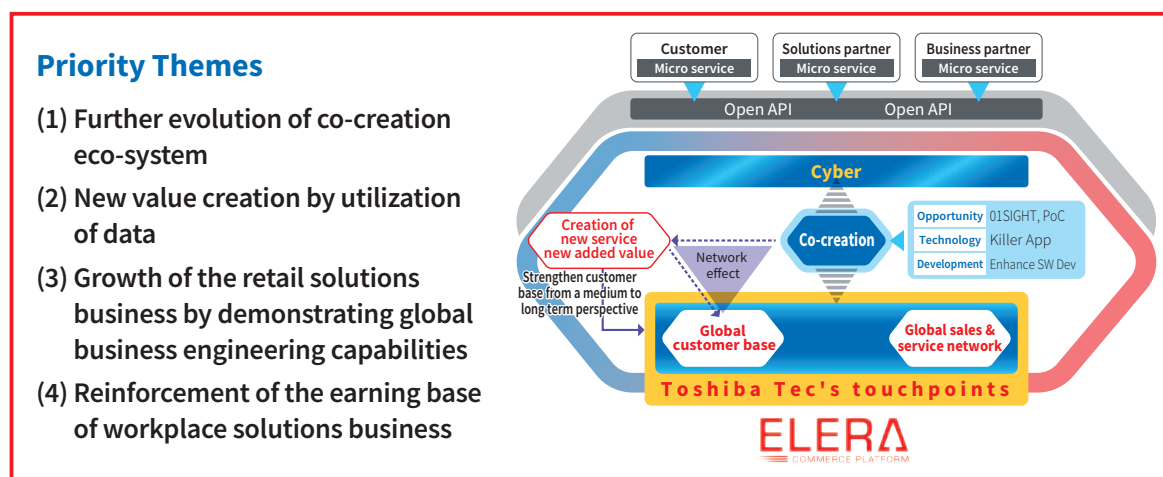 Priority Themes
(1) Further evolution of co-creation
eco-system
(2) New value creation by utilization
of data
(3) Growth of the retail solutions
business by demonstrating global
business engineering capabilities
(4) Reinforcement of the earning base
of workplace solutions business
Customer
Micro service
Solutions partner
Micro service
Business partner
Micro service
Open API
Open API
Cyber
Creation of
new service
new added value
Network
effect
Co-creation
Opportunity 01SIGHT, PoC
Technology Killer App
Development Enhance SW Dev
Strengthen customer
base from a medium to
long term perspective
Global
customer base
Global sales &
service network
Toshiba Tec's touchpoints
ELERA
COMMERCE PLATFORM